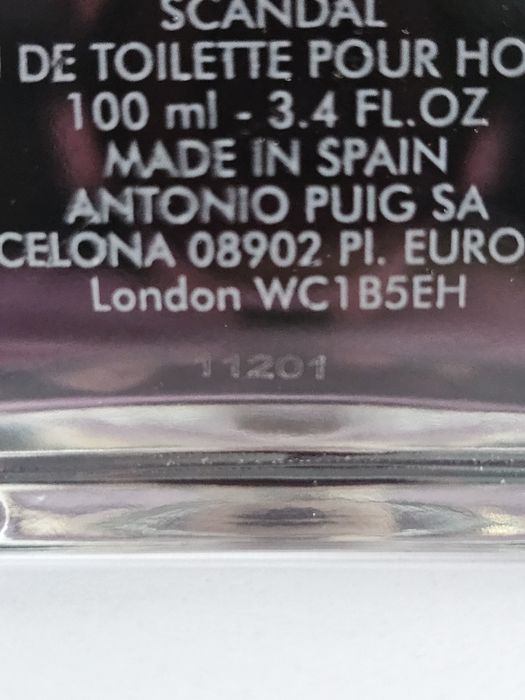 SCANDAL
DE TOILETTE POUR HO
100 ml - 3.4 FL.OZ
MADE IN SPAIN
ANTONIO PUIG SA
CELONA 08902 Pl. EURO
London WC1B5EH
11201